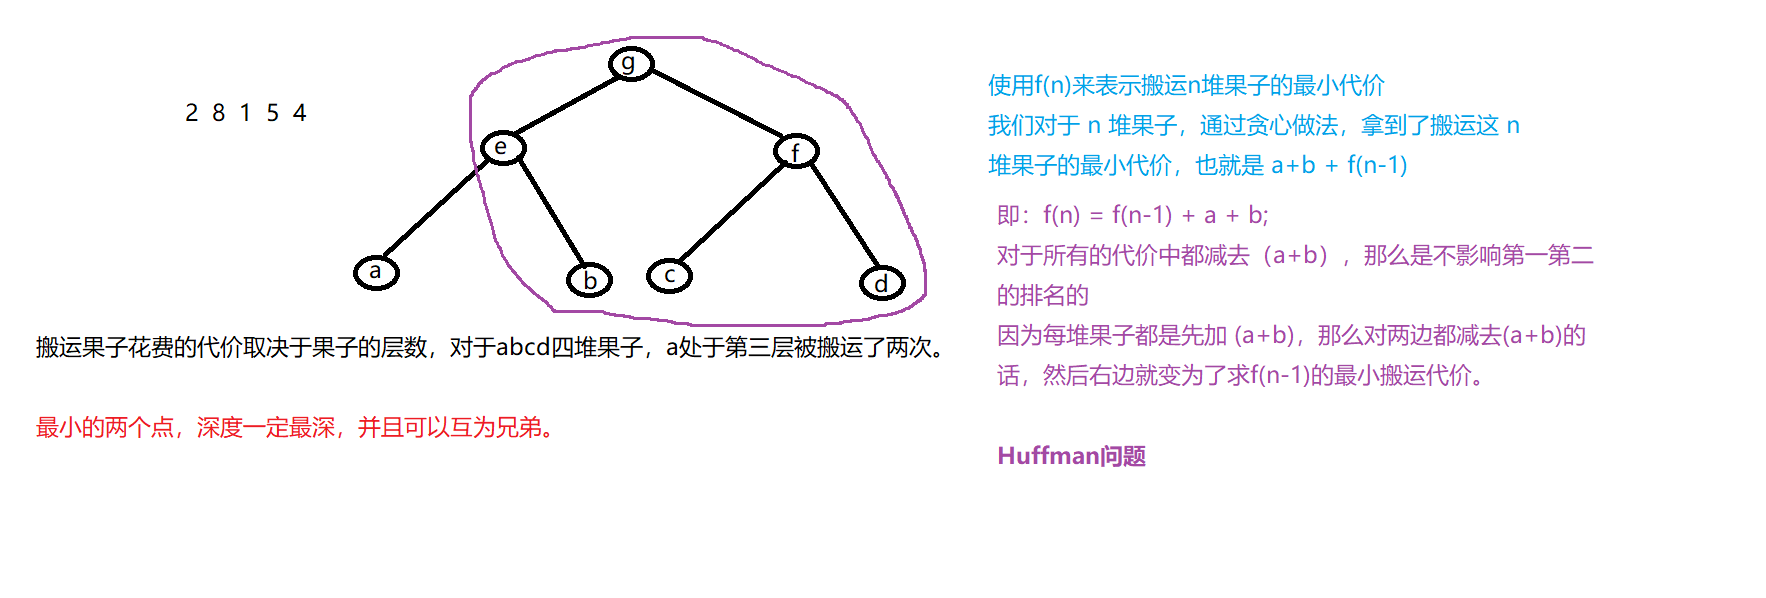 2 8 1 5 4
g
e
f
a
b
c
d
搬运果子花费的代价取决于果子的层数，对于abcd四堆果子，a处于第三层被搬运了两次。
最小的两个点，深度一定最深，并且可以互为兄弟。
使用f(n)来表示搬运n堆果子的最小代价
我们对于 n 堆果子，通过贪心做法，拿到了搬运这 n
堆果子的最小代价，也就是 a+b + f(n-1)
即：f(n) = f(n-1) + a + b;
对于所有的代价中都减去（a+b），那么是不影响第一第二
的排名的
因为每堆果子都是先加 (a+b)，那么对两边都减去(a+b)的
话，然后右边就变为了求f(n-1)的最小搬运代价。
Huffman问题